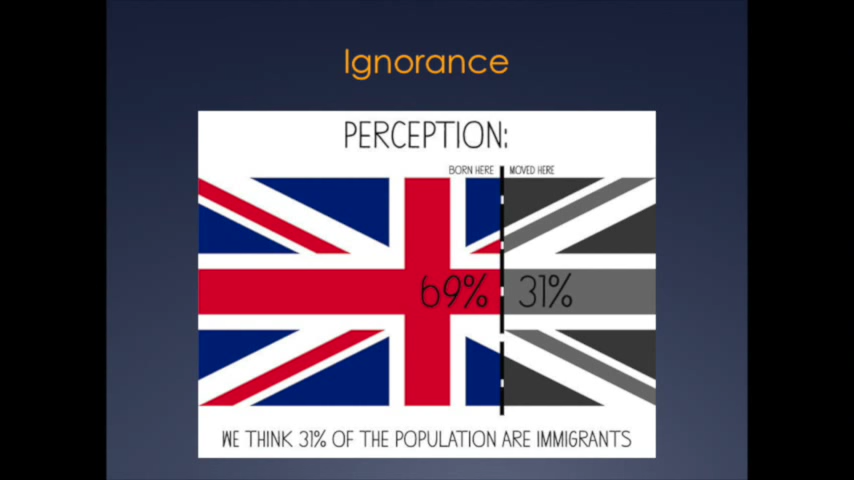 Ignorance
PERCEPTION:
BORN HERE MOVED HERE
69% 31%
WE THINK 31% OF THE POPULATION ARE IMMIGRANTS